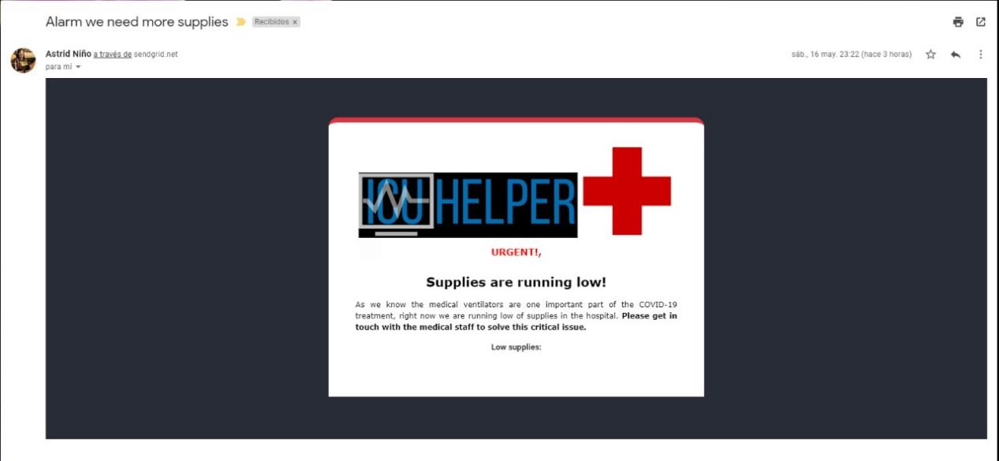 Alarm we need more supplies
Recibidos x
Astrid Niño a través de sendgrid.net
sáb., 16 may. 23:22 (hace 3 horas)
para mí
ICU HELPER
URGENT!,
Supplies are running low!
As we know the medical ventilators are one important part of the COVID-19
treatment, right now we are running low of supplies in the hospital. Please get in
touch with the medical staff to solve this critical issue.
Low supplies: